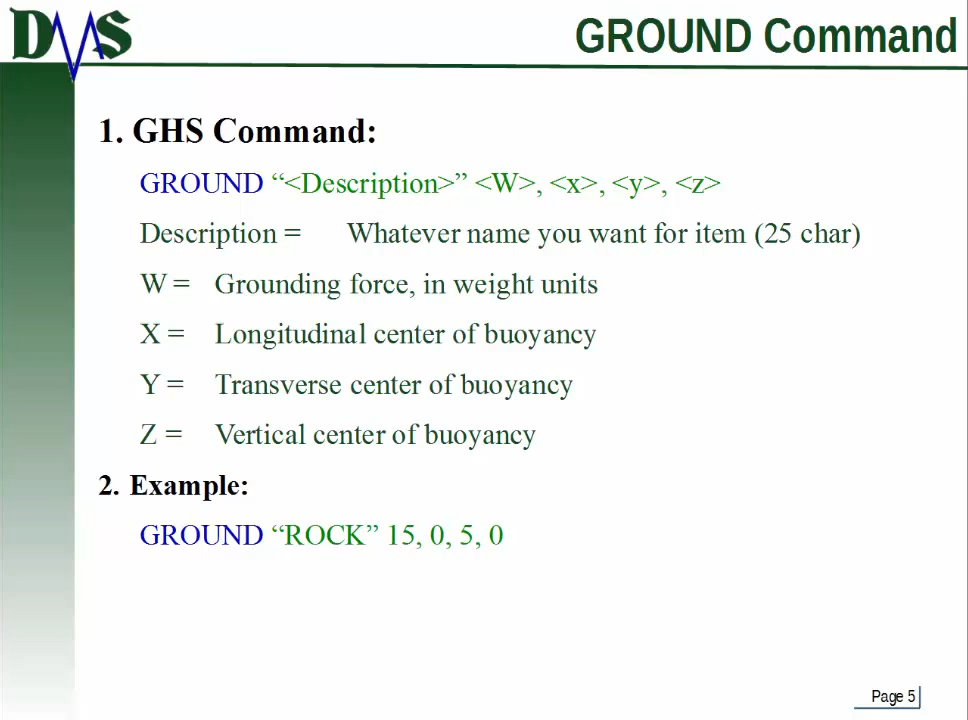 DMS
GROUND Command
1. GHS Command:
GROUND “<Description>” <W>, <x>, <y>, <z>
Description = Whatever name you want for item (25 char)
W = Grounding force, in weight units
X = Longitudinal center of buoyancy
Y = Transverse center of buoyancy
Z = Vertical center of buoyancy
2. Example:
GROUND “ROCK” 15, 0, 5, 0
Page 5